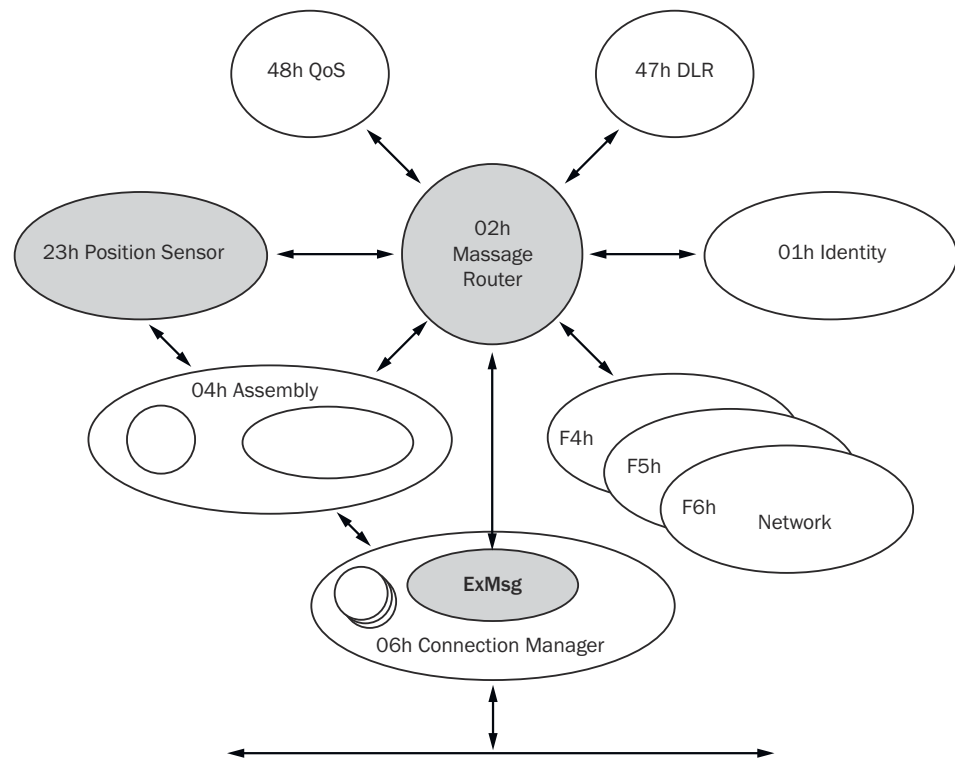 48h QoS
47h DLR
02h
Massage
Router
23h Position Sensor
01h Identity
04h Assembly
F4h
F5h
F6h
Network
ExMsg
06h Connection Manager